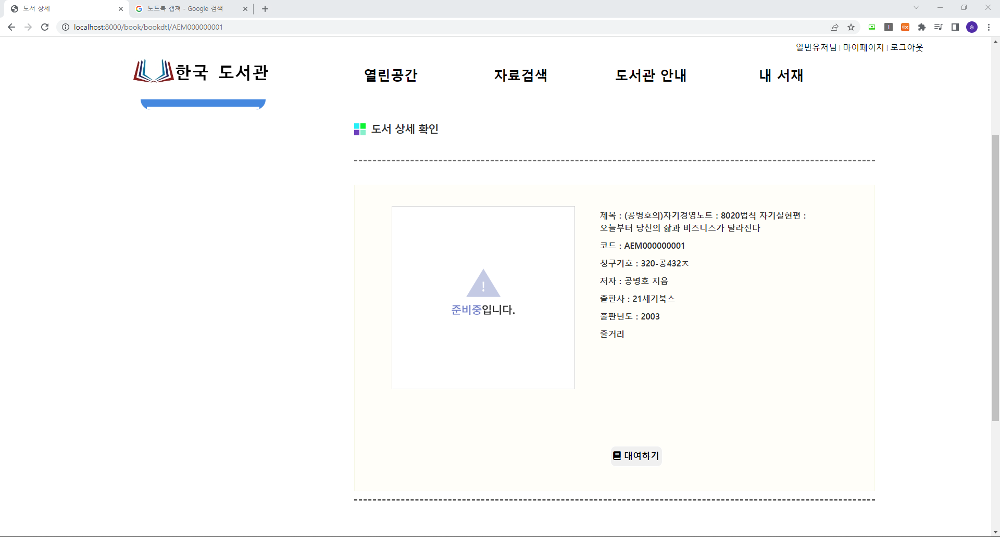 도서 상세
노트북 캡쳐 - Google 검색
localhost:8000/book/bookdtl/AEM000000001
EX
송
일번유저님 | 마이페이지 | 로그아웃
한국 도서관
열린공간
자료검색
도서관 안내
내 서재
도서 상세 확인
준비중입니다.
제목 : (공병호의)자기경영노트 : 8020법칙 자기실현편 :
오늘부터 당신의 삶과 비즈니스가 달라진다
코드 : AEM000000001
청구기호 : 320-공432ㅈ
저자 : 공병호 지음
출판사 : 21세기북스
출판년도 : 2003
줄거리
대여하기